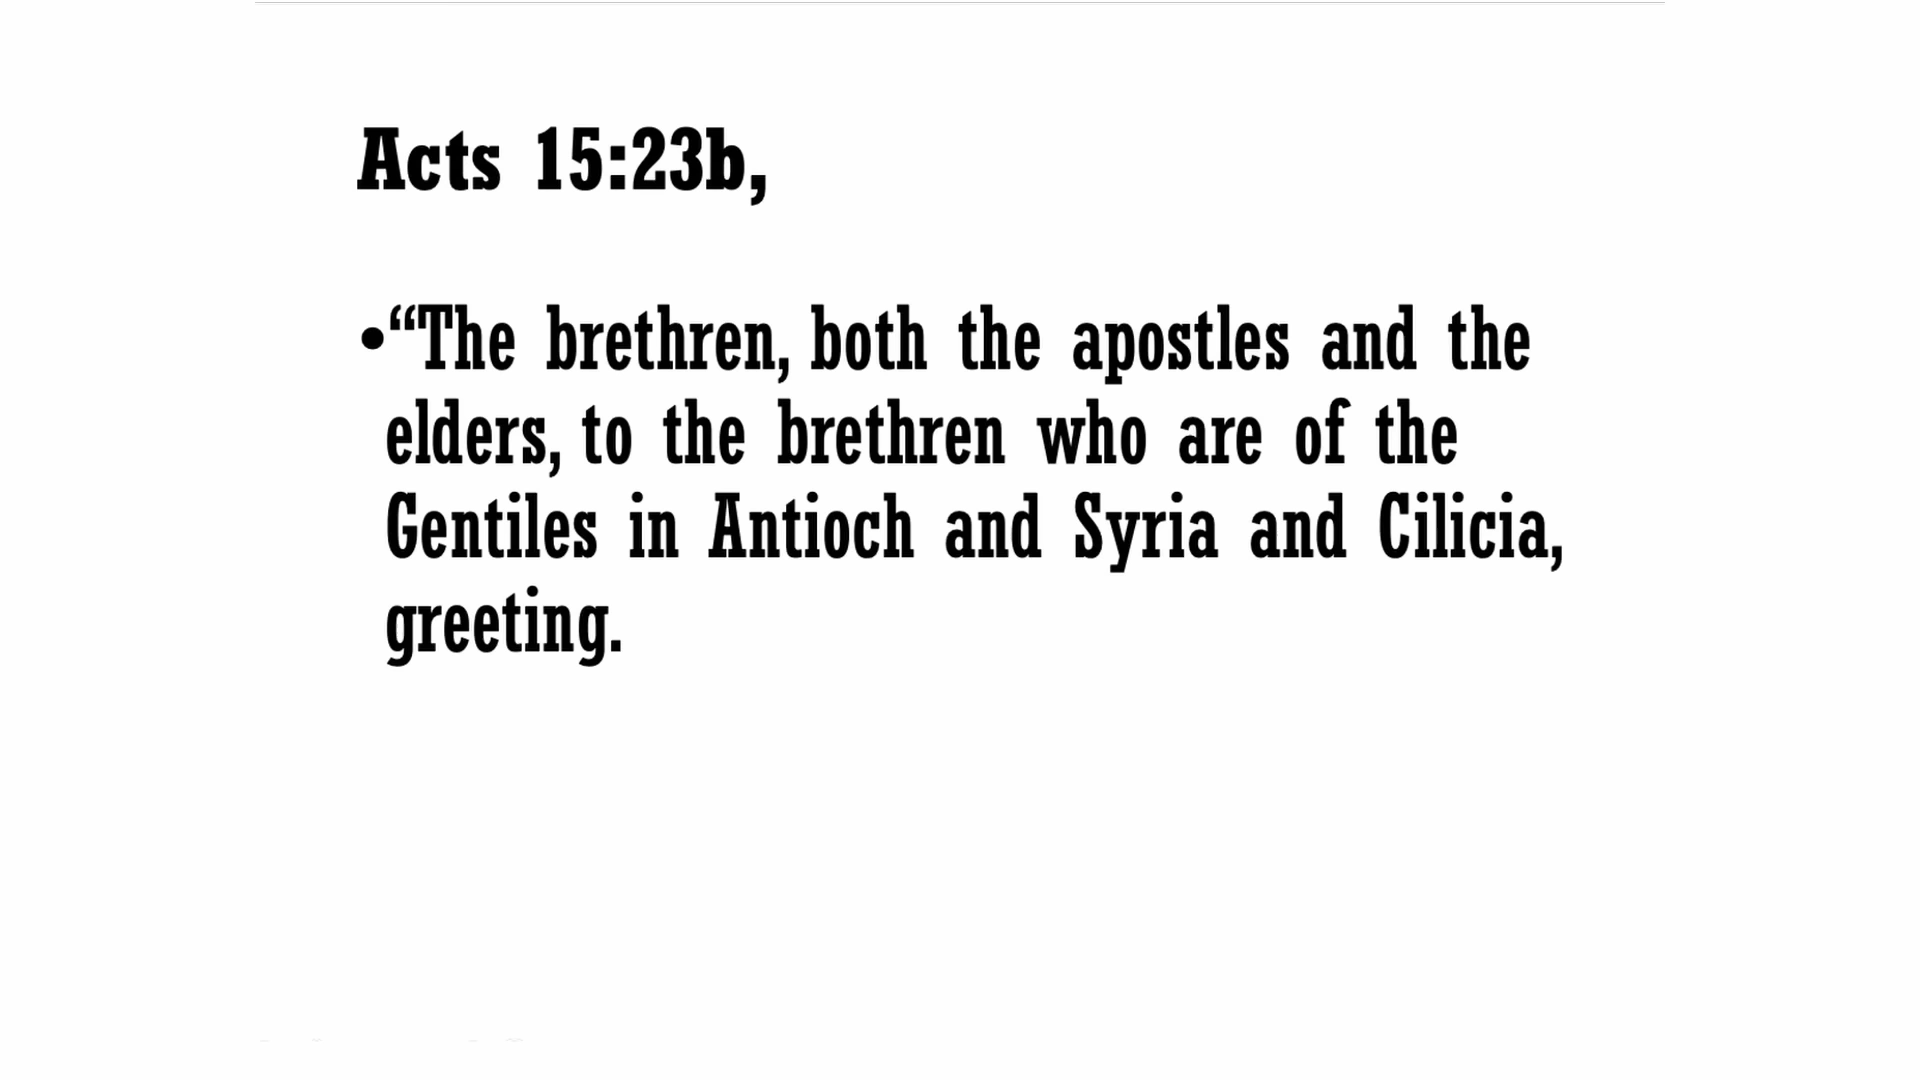 Acts 15:23b,
•“The brethren, both the apostles and the
elders, to the brethren who are of the
Gentiles in Antioch and Syria and Cilicia,
greeting.